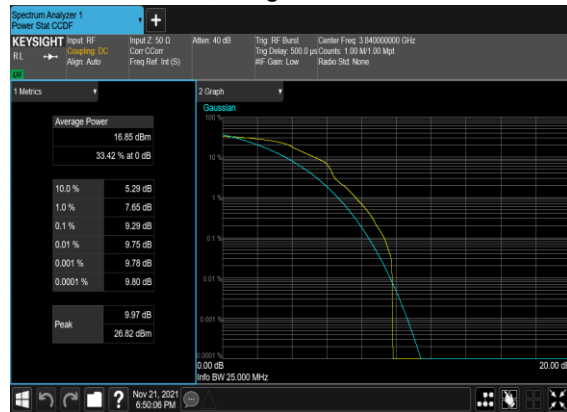 Spectrum Analyzer 1
Power Stat CCDF
+
KEYSIGHT
R L
LW
Input: RF
Coupling: DC
Align: Auto
Input Z: 50 Ω
Corr CCorr
Freq Ref: Int (S)
Atten: 40 dB
Trig: RF Burst
Trig Delay: 500.0 µs
#IF Gain: Low
Center Freq: 3.840000000 GHz
Counts: 1.00 M/1.00 Mpt
Radio Std: None
1 Metrics
Average Power
16.85 dBm
33.42 % at 0 dB
10.0 % 5.29 dB
1.0 % 7.65 dB
0.1 % 9.29 dB
0.01 % 9.75 dB
0.001 % 9.78 dB
0.0001 % 9.80 dB
Peak
9.97 dB
26.82 dBm
2 Graph
Gaussian
100 %
10 %
1 %
0.1 %
0.01 %
0.001 %
0.0001 %
0.00 dB
20.00 dB
Info BW 25.000 MHz
?
Nov 21, 2021
6:50:06 PM